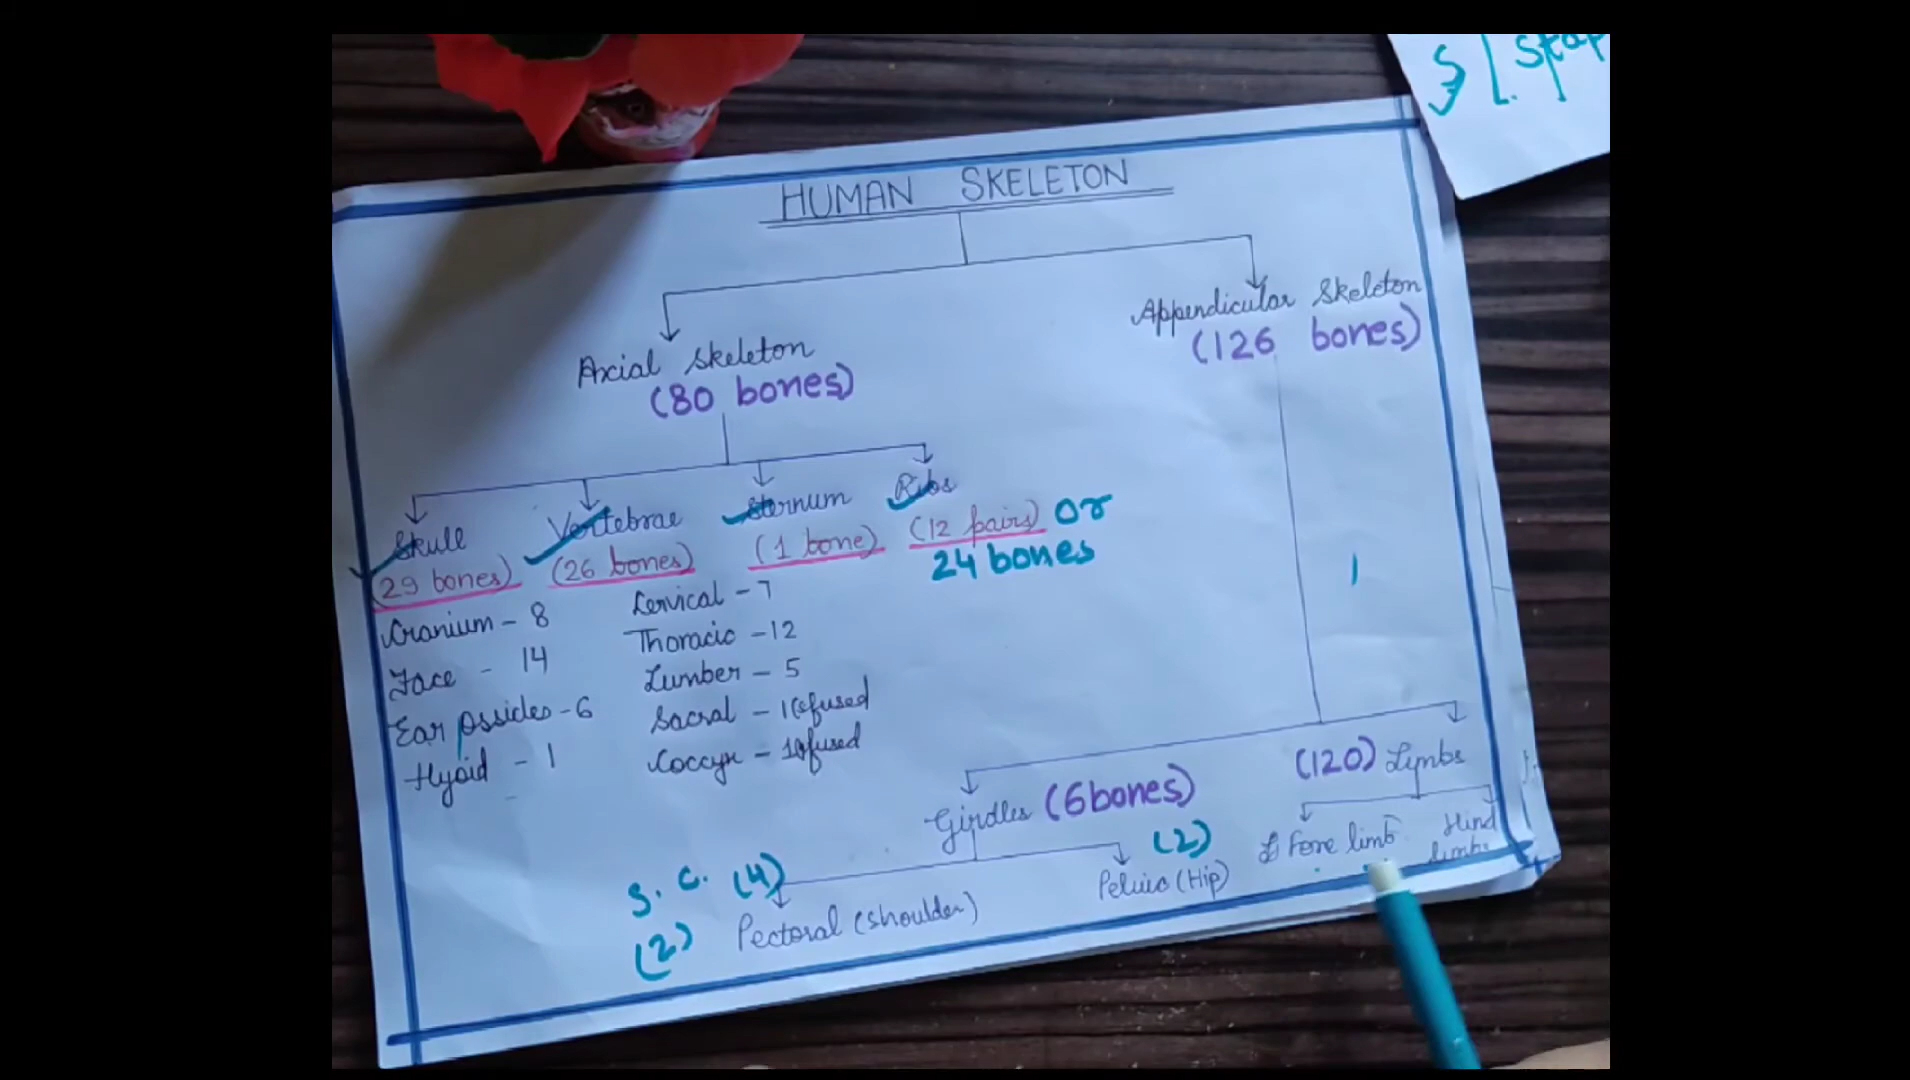 HUMAN SKELETON
Axial Skeleton
(80 bones)
Appendicular Skeleton
(126 bones)
Skull
(29 bones)
Cranium - 8
Face - 14
Ear Ossicles - 6
Hyoid - 1
Vertebrae
(26 bones)
Cervical - 7
Thoracic - 12
Lumber - 5
Sacral - 1 fused
Coccyx - 1 fused
Sternum
(1 bone)
Ribs
(12 pairs) or
24 bones
Girdles (6 bones)
(120) Limbs
S. C. (4)
(2)
Pectoral (shoulder)
(2)
Pelvic (Hip)
Fore limb
Hind
limbs